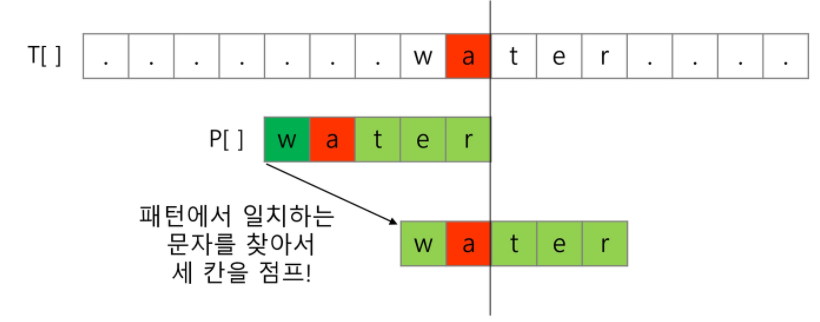 T[ ] . . . . . . . w a t e r . . . .
P[ ] w a t e r
패턴에서 일치하는
문자를 찾아서
세 칸을 점프!
w a t e r